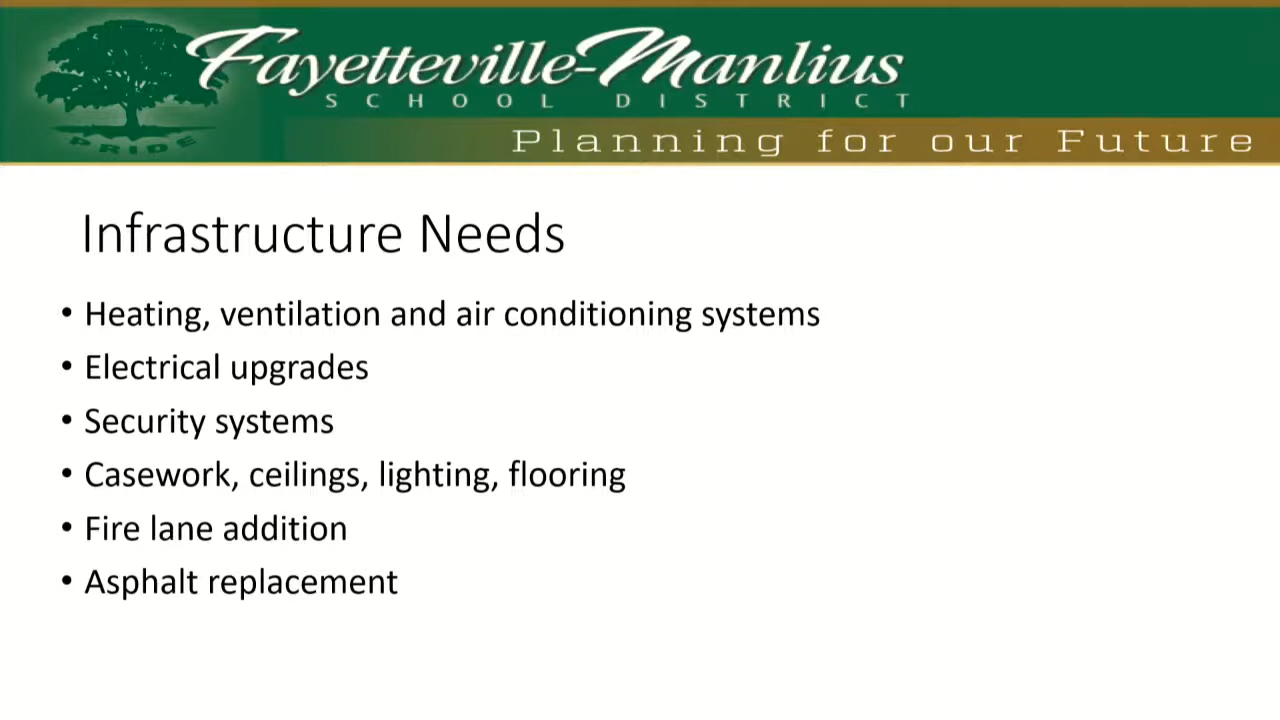 Fayetteville-Manlius
SCHOOL DISTRICT
PRIDE
Planning for our Future
Infrastructure Needs
• Heating, ventilation and air conditioning systems
• Electrical upgrades
• Security systems
• Casework, ceilings, lighting, flooring
• Fire lane addition
• Asphalt replacement